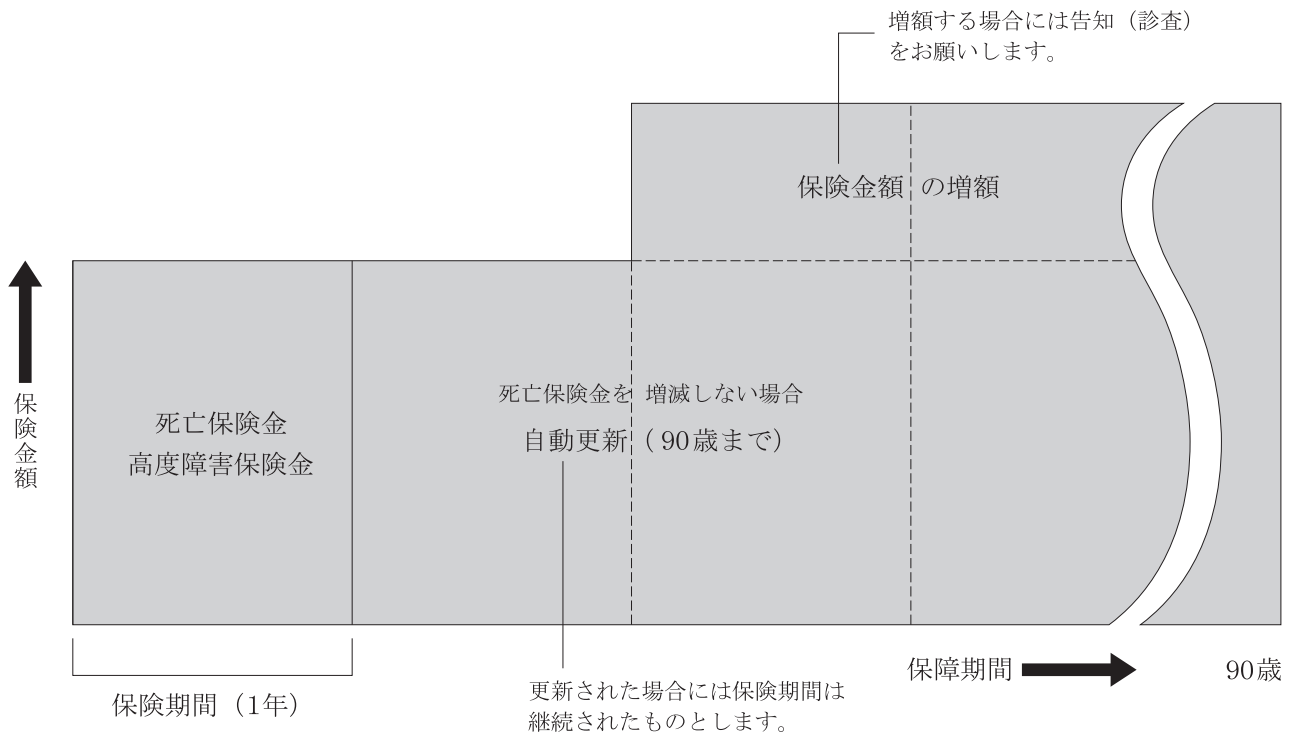 増額する場合には告知（診査）
をお願いします。
保険金額の増額
保険金額
死亡保険金
高度障害保険金
死亡保険金を増減しない場合
自動更新（90歳まで）
保障期間
90歳
保険期間（1年）
更新された場合には保険期間は
継続されたものとします。